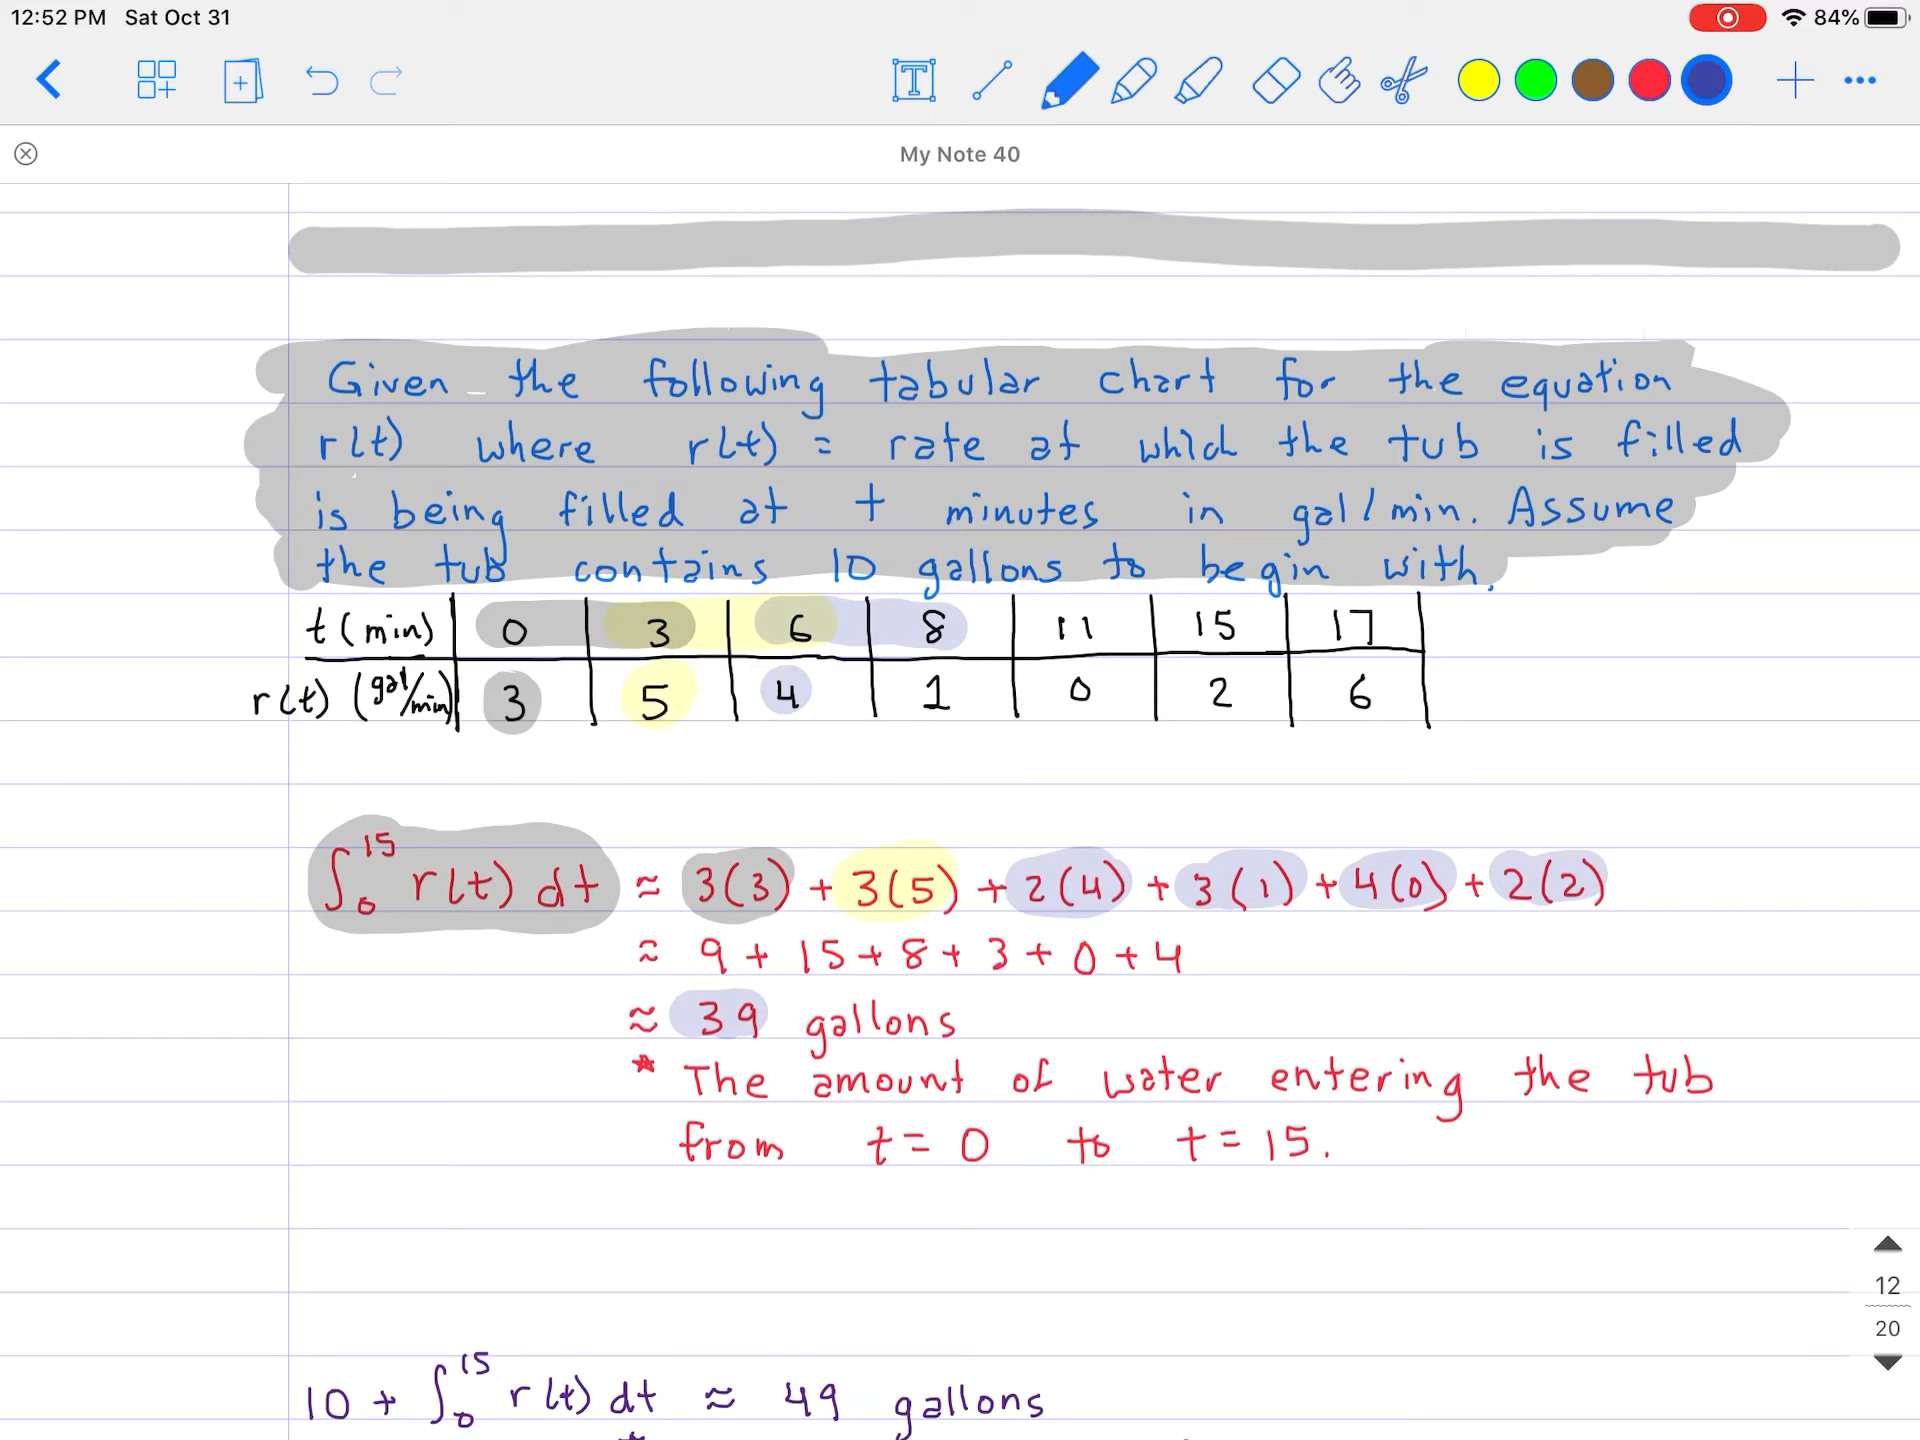 12:52 PM Sat Oct 31
84%
My Note 40
Given the following tabular chart for the equation
r(t) where r(t) = rate at which the tub is filled
is being filled at t minutes in gal/min. Assume
the tub contains 10 gallons to begin with.
t (min) 0 3 6 8 11 15 17
r(t) (gal/min) 3 5 4 1 0 2 6
∫₀¹⁵ r(t) dt ≈ 3(3) + 3(5) + 2(4) + 3(1) + 4(0) + 2(2)
≈ 9 + 15 + 8 + 3 + 0 + 4
≈ 39 gallons
* The amount of water entering the tub
from t = 0 to t = 15.
12
20
10 + ∫₀¹⁵ r(t) dt ≈ 49 gallons